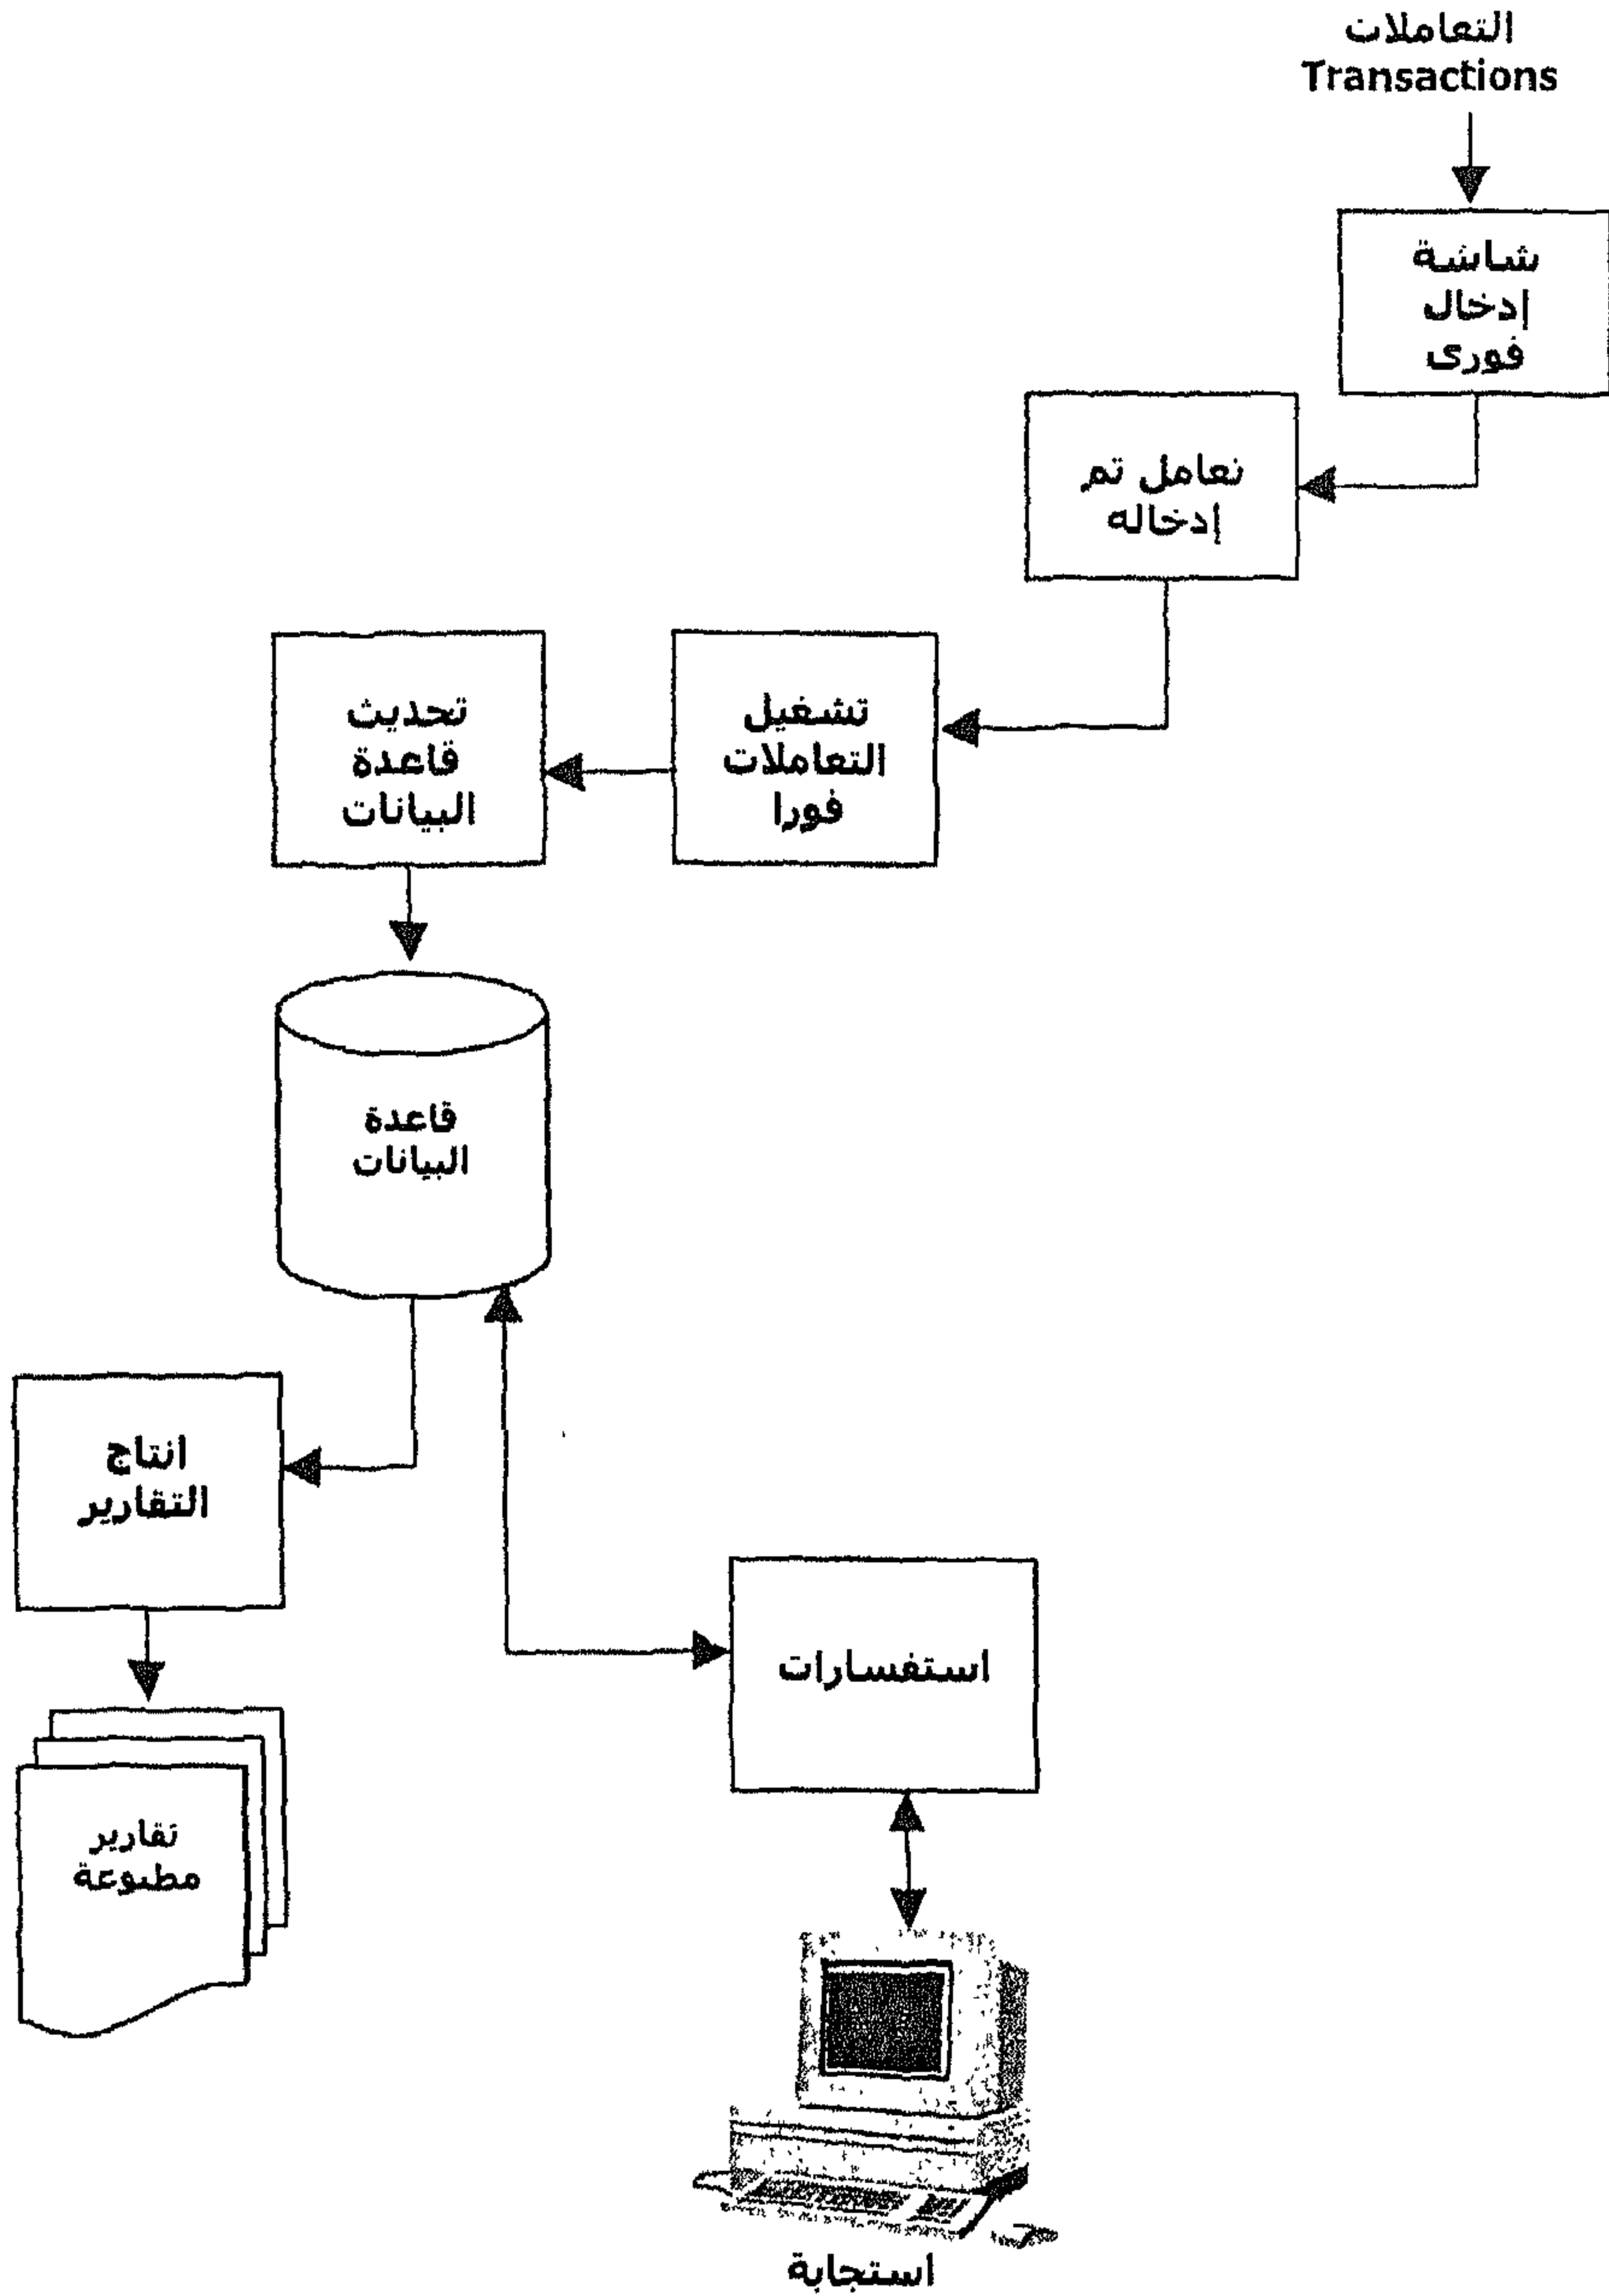 التعاملات
Transactions
شاشة
إدخال
فورى
تعامل تم
إدخاله
تشغيل
التعاملات
فورا
تحديث
قاعدة
البيانات
قاعدة
البيانات
انتاج
التقارير
استفسارات
تقارير
مطبوعة
استجابة